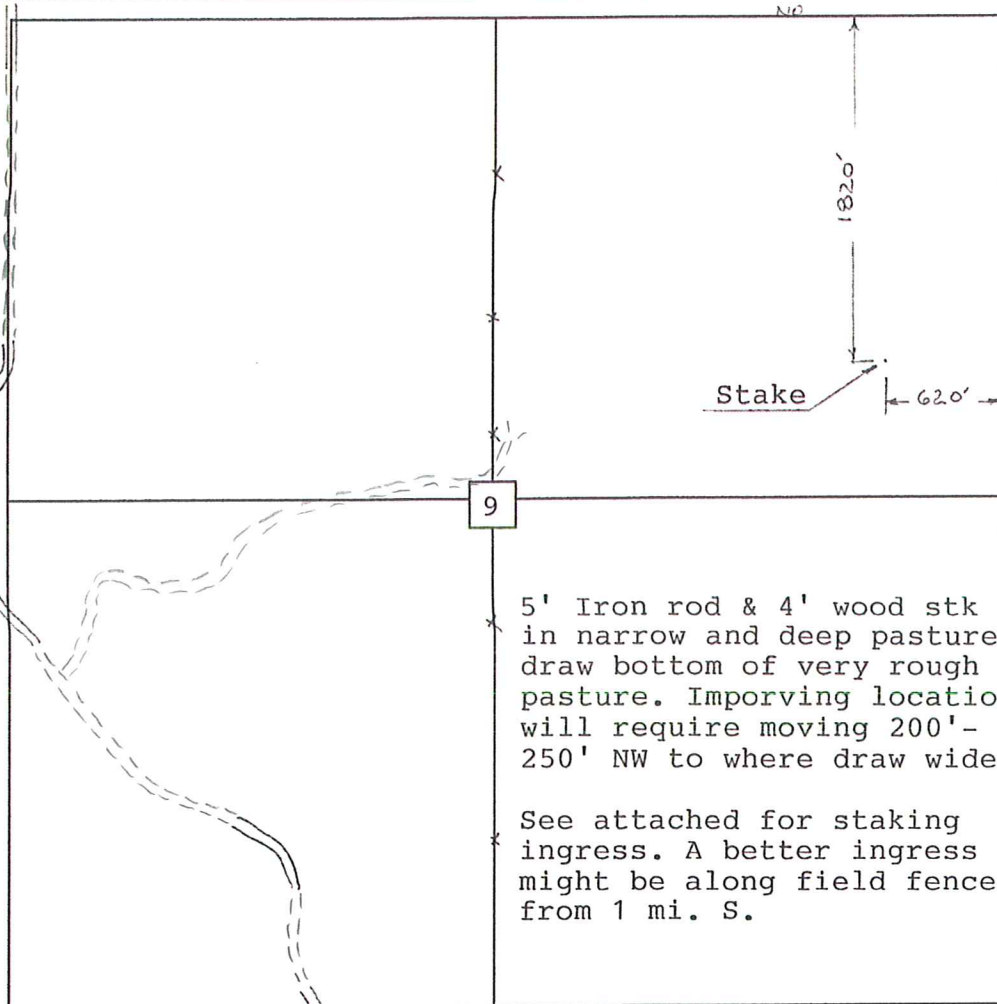 NO
1820'
Stake
620'
9
5' Iron rod & 4' wood stk
in narrow and deep pasture
draw bottom of very rough
pasture. Imporving locatio
will require moving 200'-
250' NW to where draw wide
See attached for staking
ingress. A better ingress
might be along field fence
from 1 mi. S.